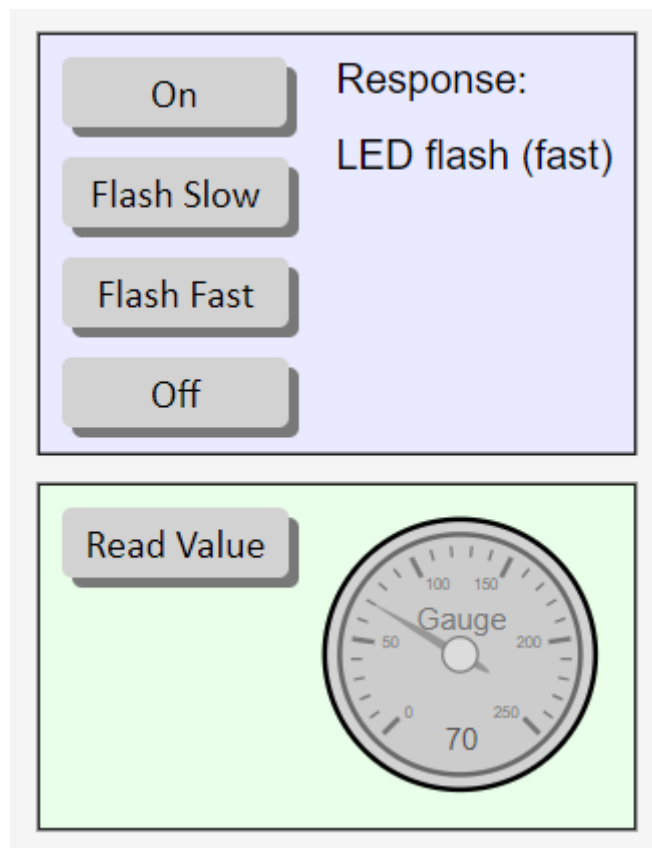 On
Response:
LED flash (fast)
Flash Slow
Flash Fast
Off
Read Value
100 150
Gauge
50 200
0 250
70